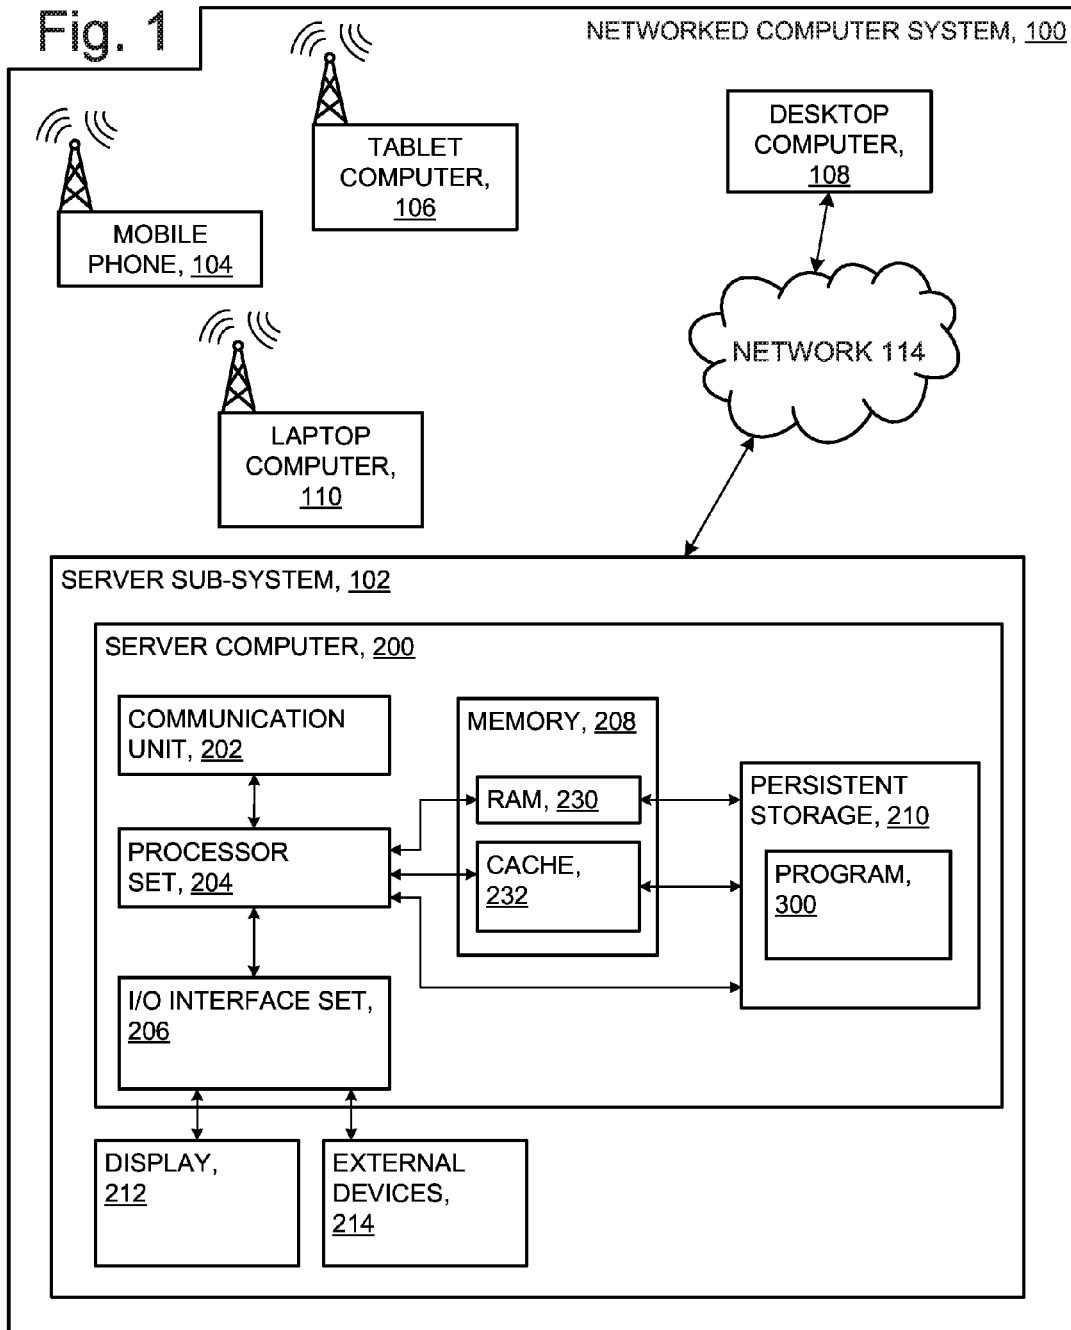 Fig. 1
NETWORKED COMPUTER SYSTEM, 100
TABLET
COMPUTER,
106
DESKTOP
COMPUTER,
108
MOBILE
PHONE, 104
NETWORK 114
LAPTOP
COMPUTER,
110
SERVER SUB-SYSTEM, 102
SERVER COMPUTER, 200
COMMUNICATION
UNIT, 202
MEMORY, 208
RAM, 230
PERSISTENT
STORAGE, 210
PROCESSOR
SET, 204
CACHE,
232
PROGRAM,
300
I/O INTERFACE SET,
206
DISPLAY,
212
EXTERNAL
DEVICES,
214